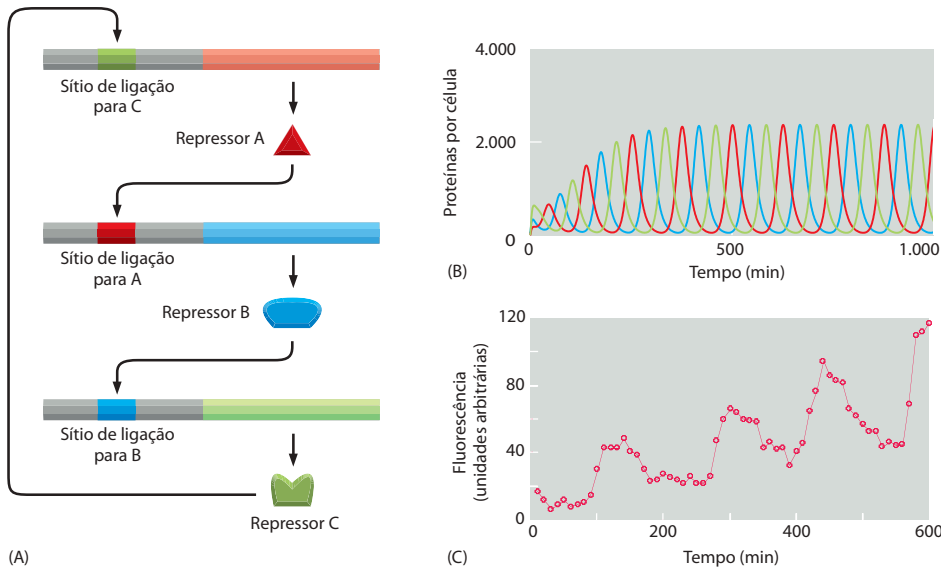 Sítio de ligação
para C
Repressor A
Sítio de ligação
para A
Repressor B
Sítio de ligação
para B
Repressor C
(A)
4.000
2.000
0
Proteínas por célula
0
500
1.000
Tempo (min)
(B)
120
80
40
0
Fluorescência
(unidades arbitrárias)
0
200
400
600
Tempo (min)
(C)